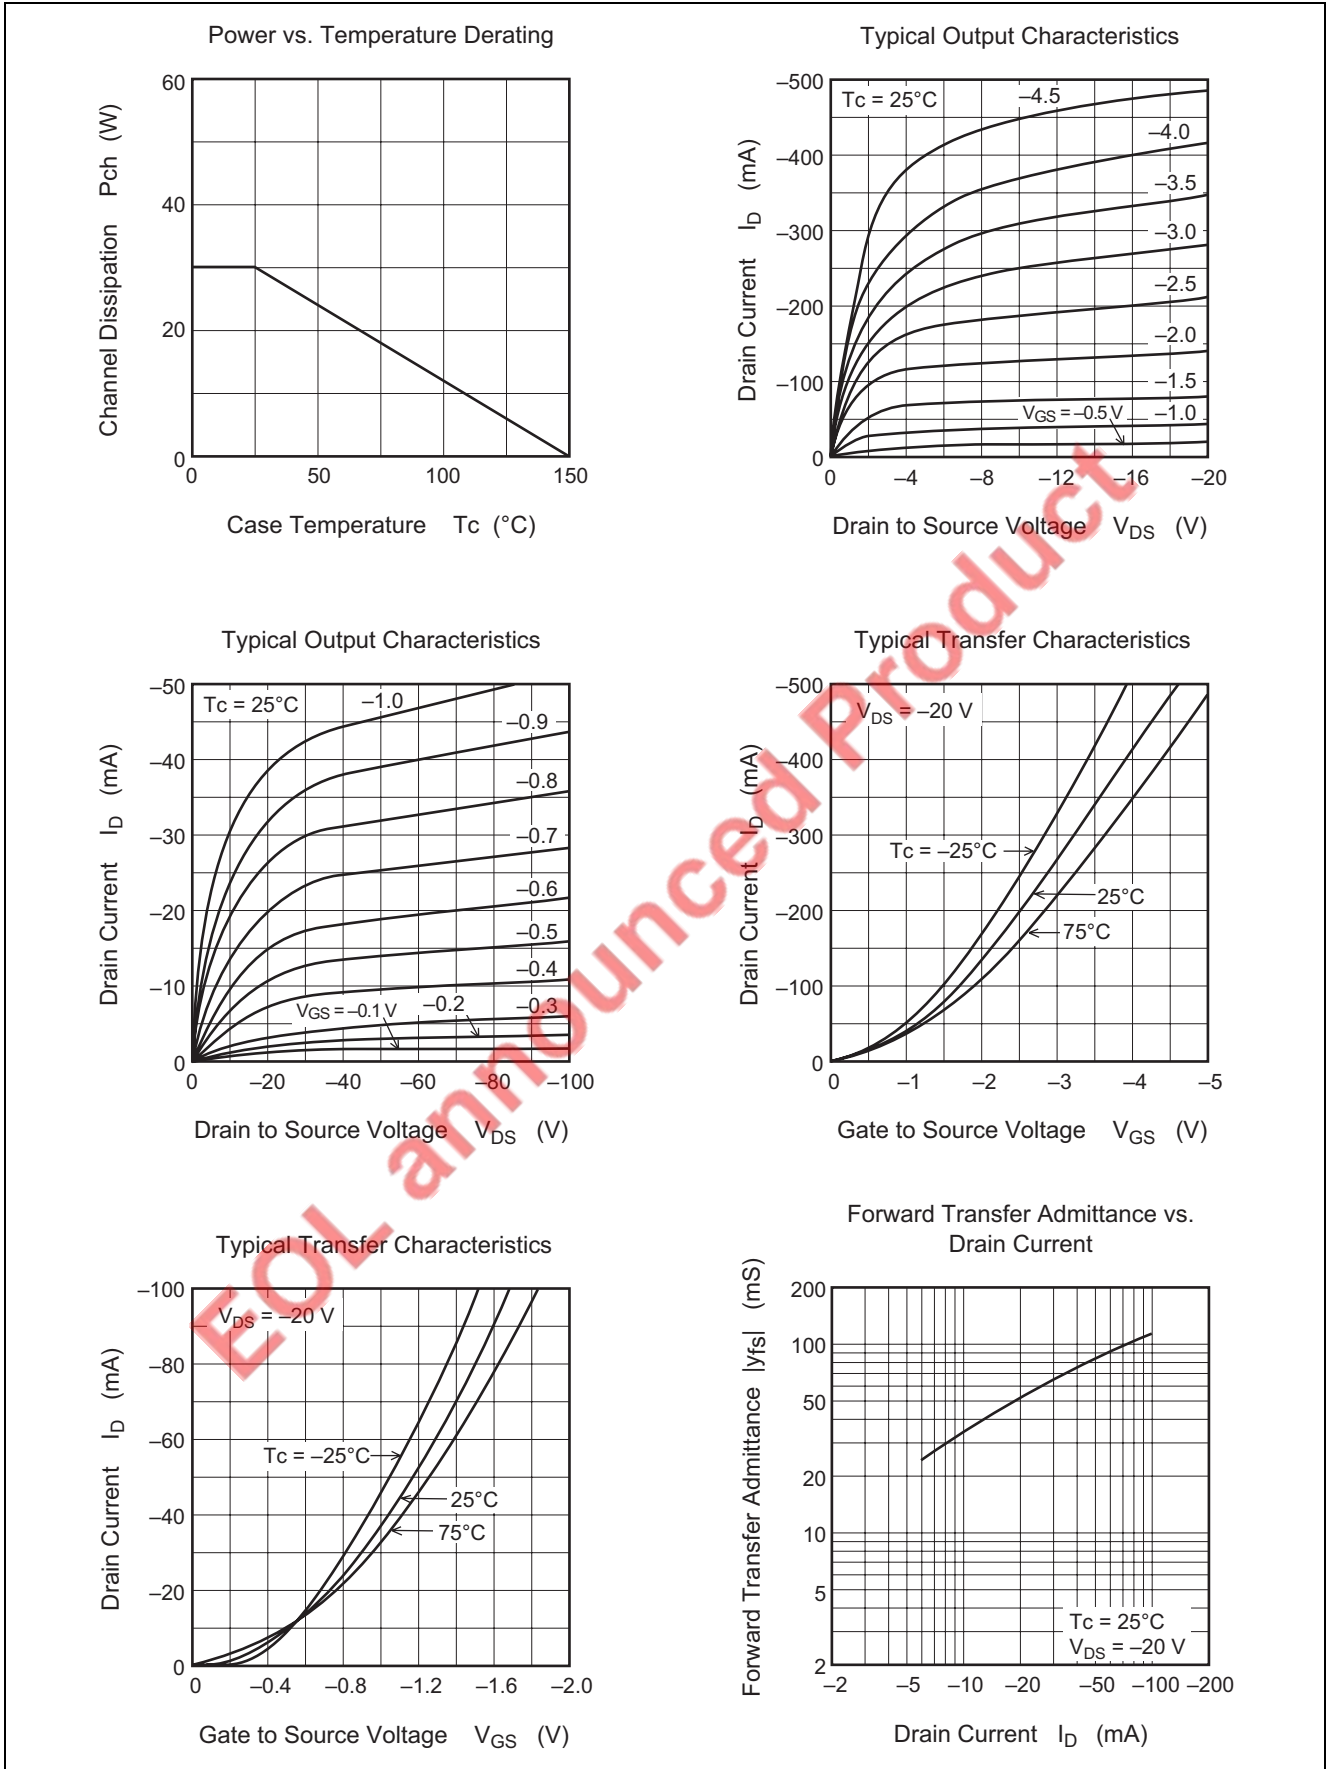 Power vs. Temperature Derating
60
40
20
0
0 50 100 150
Channel Dissipation Pch (W)
Case Temperature Tc (°C)
Typical Output Characteristics
–500
–400
–300
–200
–100
0
0 –4 –8 –12 –16 –20
Tc = 25°C
–4.5
–4.0
–3.5
–3.0
–2.5
–2.0
–1.5
–1.0
VGS = –0.5 V
Drain Current ID (mA)
Drain to Source Voltage VDS (V)
Typical Output Characteristics
–50
–40
–30
–20
–10
0
0 –20 –40 –60 –80 –100
Tc = 25°C
–1.0
–0.9
–0.8
–0.7
–0.6
–0.5
–0.4
–0.3
–0.2
VGS = –0.1 V
Drain Current ID (mA)
Drain to Source Voltage VDS (V)
Typical Transfer Characteristics
–500
–400
–300
–200
–100
0
0 –1 –2 –3 –4 –5
VDS = –20 V
Tc = –25°C
25°C
75°C
Drain Current ID (mA)
Gate to Source Voltage VGS (V)
Typical Transfer Characteristics
–100
–80
–60
–40
–20
0
0 –0.4 –0.8 –1.2 –1.6 –2.0
VDS = –20 V
Tc = –25°C
25°C
75°C
Drain Current ID (mA)
Gate to Source Voltage VGS (V)
Forward Transfer Admittance vs.
Drain Current
200
100
50
20
10
5
2
–2 –5 –10 –20 –50 –100 –200
Tc = 25°C
VDS = –20 V
Forward Transfer Admittance |yfs| (mS)
Drain Current ID (mA)
EOL announced Product